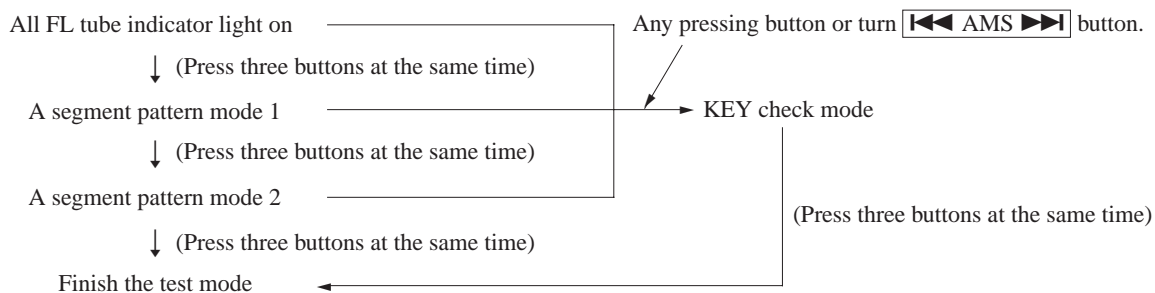 All FL tube indicator light on
Any pressing button or turn ⏮ AMS ⏭ button.
(Press three buttons at the same time)
A segment pattern mode 1
KEY check mode
(Press three buttons at the same time)
A segment pattern mode 2
(Press three buttons at the same time)
(Press three buttons at the same time)
Finish the test mode